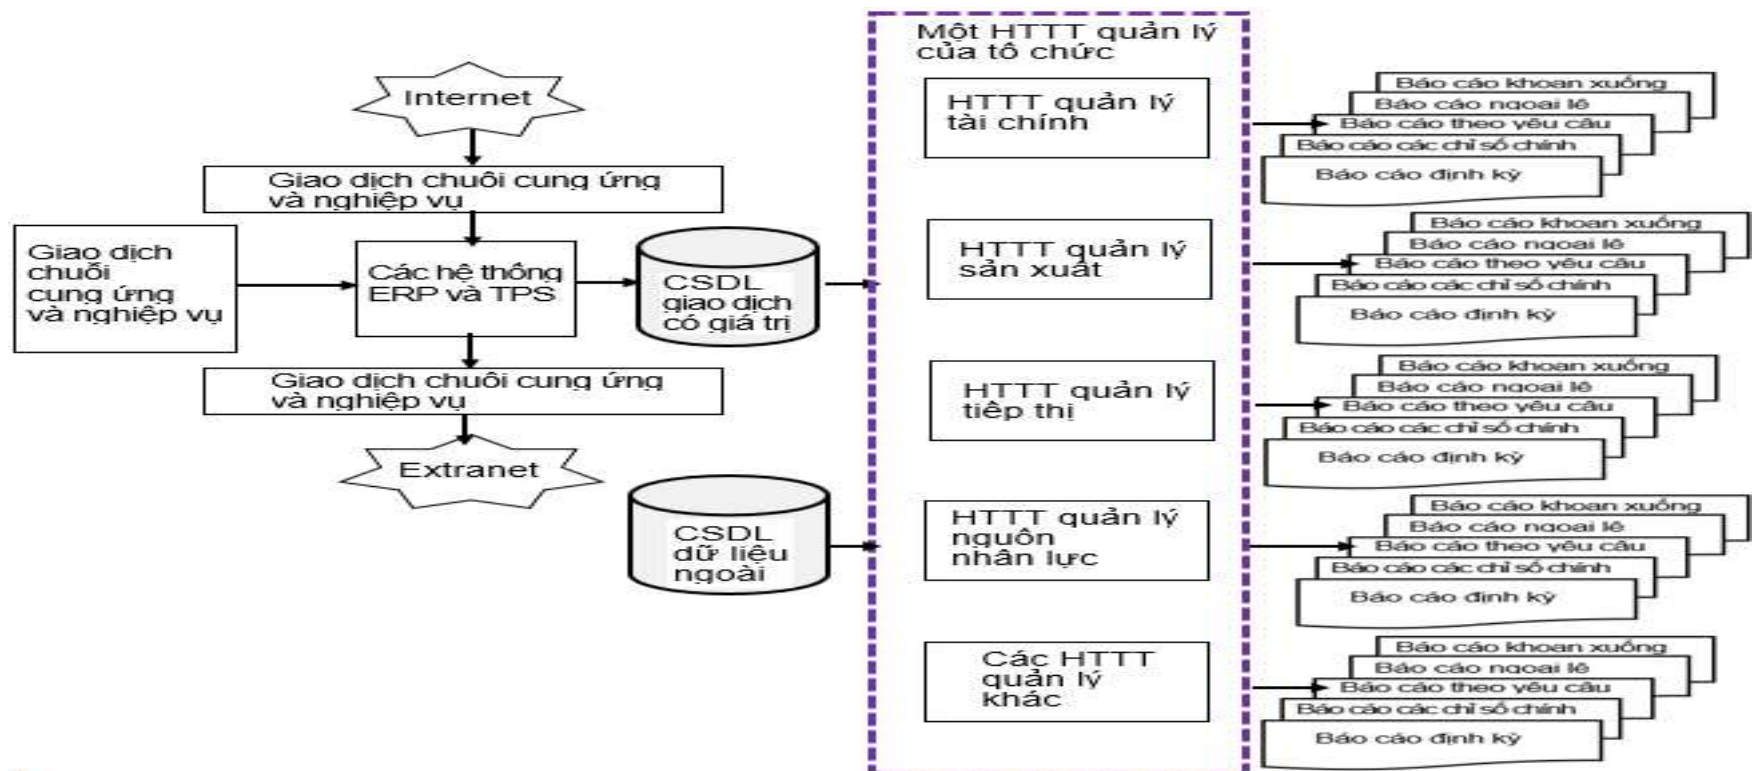 Internet
Giao dịch chuỗi cung ứng
và nghiệp vụ
Giao dịch
chuỗi
cung ứng
và nghiệp vụ
Các hệ thống
ERP và TPS
CSDL
giao dịch
có giá trị
Giao dịch chuỗi cung ứng
và nghiệp vụ
Extranet
CSDL
dữ liệu
ngoài
Một HTTT quản lý
của tổ chức
HTTT quản lý
tài chính
HTTT quản lý
sản xuất
HTTT quản lý
tiếp thị
HTTT quản lý
nguồn
nhân lực
Các HTTT
quản lý
khác
Báo cáo khoan xuống
Báo cáo ngoại lệ
Báo cáo theo yêu cầu
Báo cáo các chỉ số chính
Báo cáo định kỳ
Báo cáo khoan xuống
Báo cáo ngoại lệ
Báo cáo theo yêu cầu
Báo cáo các chỉ số chính
Báo cáo định kỳ
Báo cáo khoan xuống
Báo cáo ngoại lệ
Báo cáo theo yêu cầu
Báo cáo các chỉ số chính
Báo cáo định kỳ
Báo cáo khoan xuống
Báo cáo ngoại lệ
Báo cáo theo yêu cầu
Báo cáo các chỉ số chính
Báo cáo định kỳ
Báo cáo khoan xuống
Báo cáo ngoại lệ
Báo cáo theo yêu cầu
Báo cáo các chỉ số chính
Báo cáo định kỳ